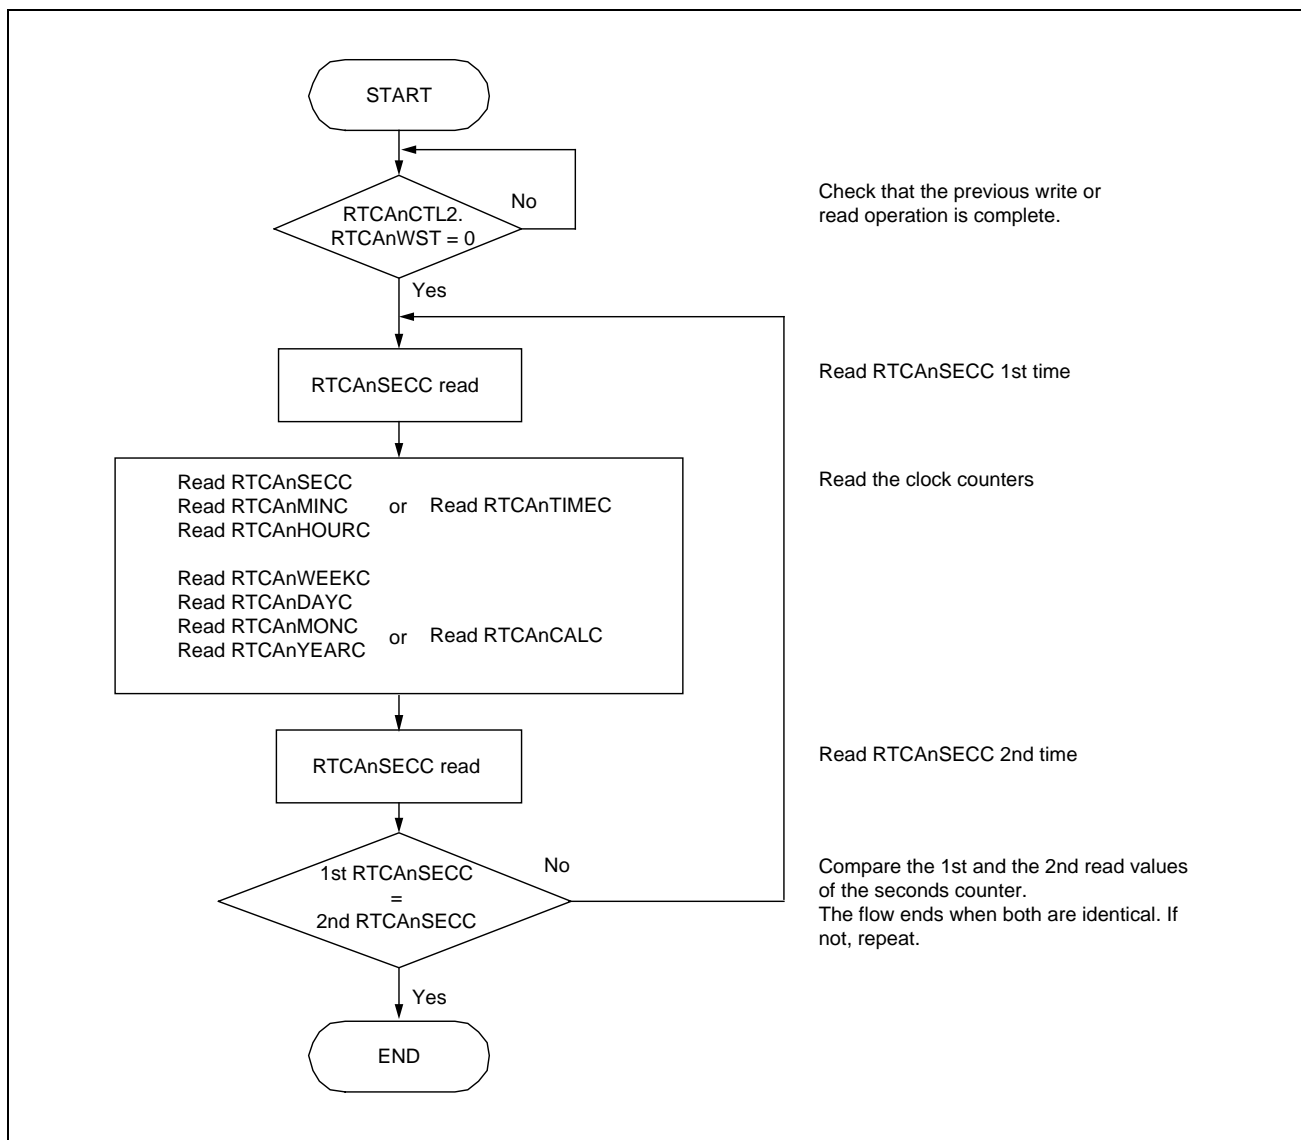 START
No
RTCAnCTL2.
RTCAnWST = 0
Check that the previous write or
read operation is complete.
Yes
RTCAnSECC read
Read RTCAnSECC 1st time
Read RTCAnSECC
Read RTCAnMINC or Read RTCAnTIMEC
Read RTCAnHOURC
Read the clock counters
Read RTCAnWEEKC
Read RTCAnDAYC
Read RTCAnMONC
or Read RTCAnCALC
Read RTCAnYEARC
RTCAnSECC read
Read RTCAnSECC 2nd time
No
1st RTCAnSECC
=
2nd RTCAnSECC
Compare the 1st and the 2nd read values
of the seconds counter.
The flow ends when both are identical. If
not, repeat.
Yes
END